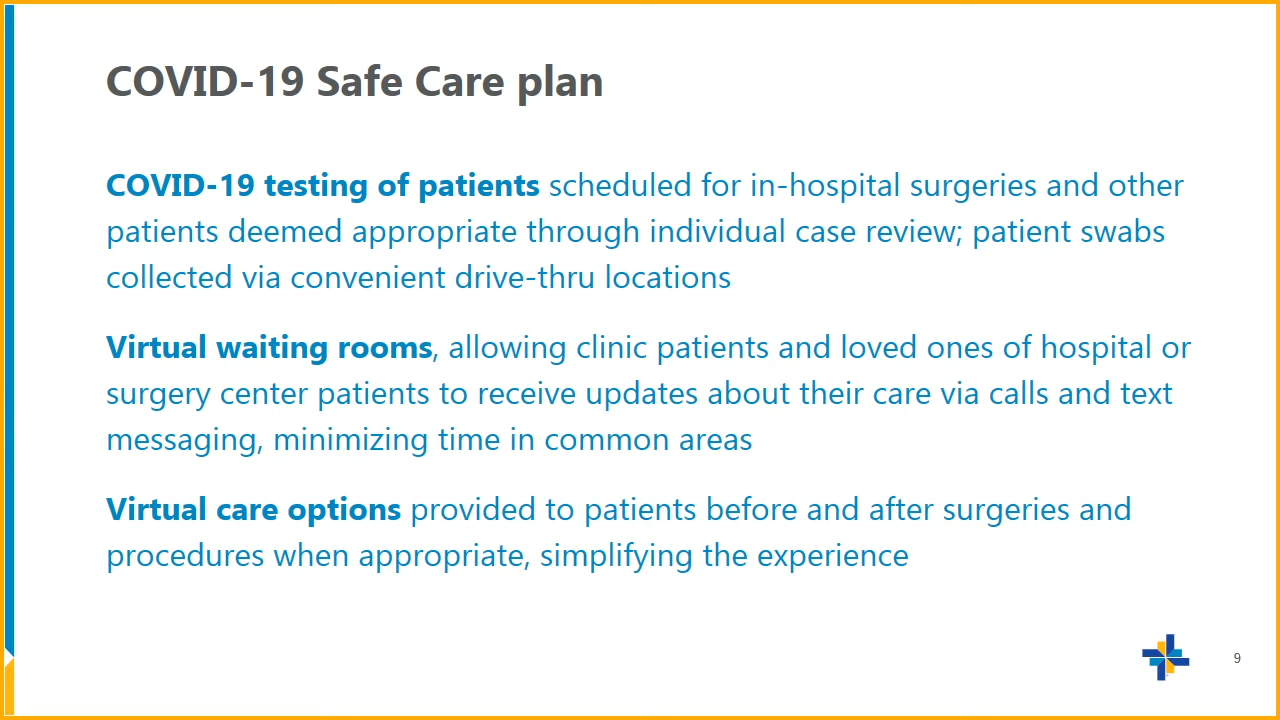 COVID-19 Safe Care plan
COVID-19 testing of patients scheduled for in-hospital surgeries and other
patients deemed appropriate through individual case review; patient swabs
collected via convenient drive-thru locations
Virtual waiting rooms, allowing clinic patients and loved ones of hospital or
surgery center patients to receive updates about their care via calls and text
messaging, minimizing time in common areas
Virtual care options provided to patients before and after surgeries and
procedures when appropriate, simplifying the experience
9